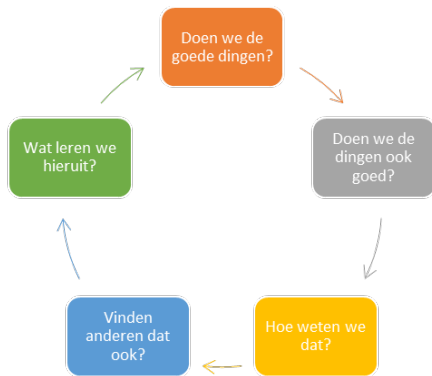 Doen we de
goede dingen?
Doen we de
dingen ook
goed?
Hoe weten we
dat?
Vinden
anderen dat
ook?
Wat leren we
hieruit?